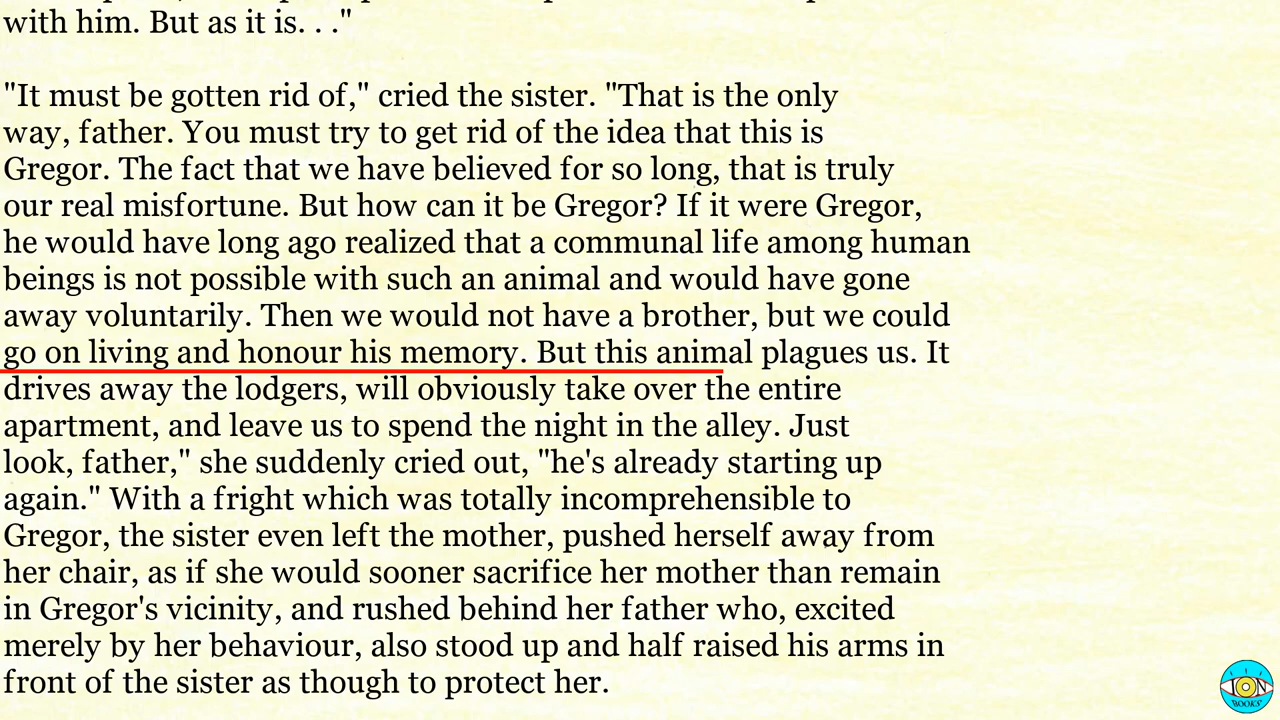 with him. But as it is. . ."
"It must be gotten rid of," cried the sister. "That is the only
way, father. You must try to get rid of the idea that this is
Gregor. The fact that we have believed for so long, that is truly
our real misfortune. But how can it be Gregor? If it were Gregor,
he would have long ago realized that a communal life among human
beings is not possible with such an animal and would have gone
away voluntarily. Then we would not have a brother, but we could
go on living and honour his memory. But this animal plagues us. It
drives away the lodgers, will obviously take over the entire
apartment, and leave us to spend the night in the alley. Just
look, father," she suddenly cried out, "he's already starting up
again." With a fright which was totally incomprehensible to
Gregor, the sister even left the mother, pushed herself away from
her chair, as if she would sooner sacrifice her mother than remain
in Gregor's vicinity, and rushed behind her father who, excited
merely by her behaviour, also stood up and half raised his arms in
front of the sister as though to protect her.
ION
BOOKS